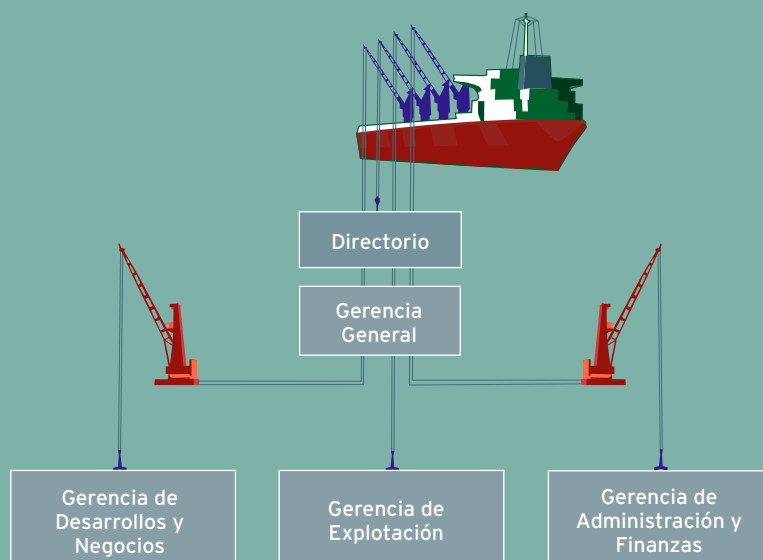 Directorio
Gerencia
General
Gerencia de
Desarrollos y
Negocios
Gerencia de
Explotación
Gerencia de
Administración y
Finanzas